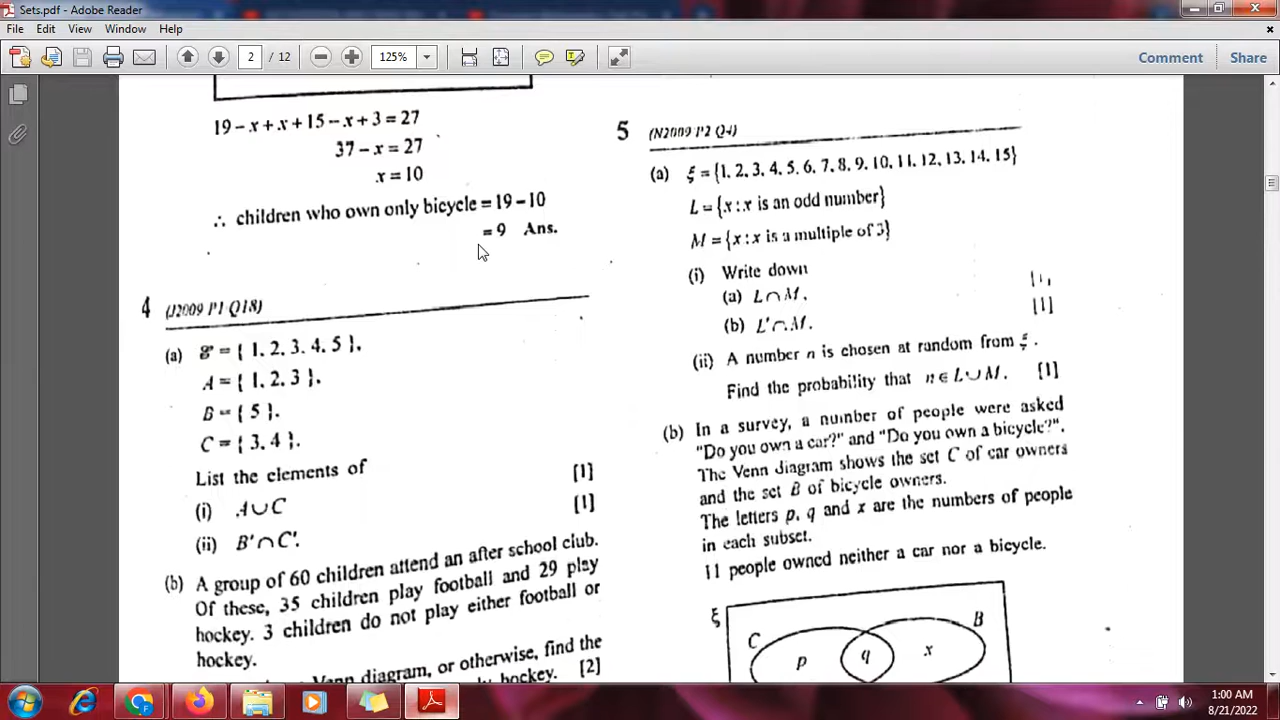 Sets.pdf - Adobe Reader
File Edit View Window Help
2 / 12 125% Comment Share
19 – x + x + 15 – x + 3 = 27
37 – x = 27
x = 10
∴ children who own only bicycle = 19 – 10
= 9 Ans.
4 (J2009 P1 Q18)
(a) ℰ = { 1, 2, 3, 4, 5 }.
A = { 1, 2, 3 }.
B = { 5 }.
C = { 3, 4 }.
List the elements of
(i) A∪C [1]
(ii) B'∩C'. [1]
(b) A group of 60 children attend an after school club.
Of these, 35 children play football and 29 play
hockey. 3 children do not play either football or
hockey.
Venn diagram, or otherwise, find the
hockey. [2]
5 (N2009 P2 Q4)
(a) ξ = {1, 2, 3, 4, 5, 6, 7, 8, 9, 10, 11, 12, 13, 14, 15}
L = {x : x is an odd number}
M = {x : x is a multiple of 3}
(i) Write down
(a) L∩M,
(b) L'∩M. [1]
(ii) A number n is chosen at random from ξ.
Find the probability that n ∈ L∪M. [1]
(b) In a survey, a number of people were asked
"Do you own a car?" and "Do you own a bicycle?".
The Venn diagram shows the set C of car owners
and the set B of bicycle owners.
The letters p, q and x are the numbers of people
in each subset.
11 people owned neither a car nor a bicycle.
ξ
C B
p q x
1:00 AM
8/21/2022